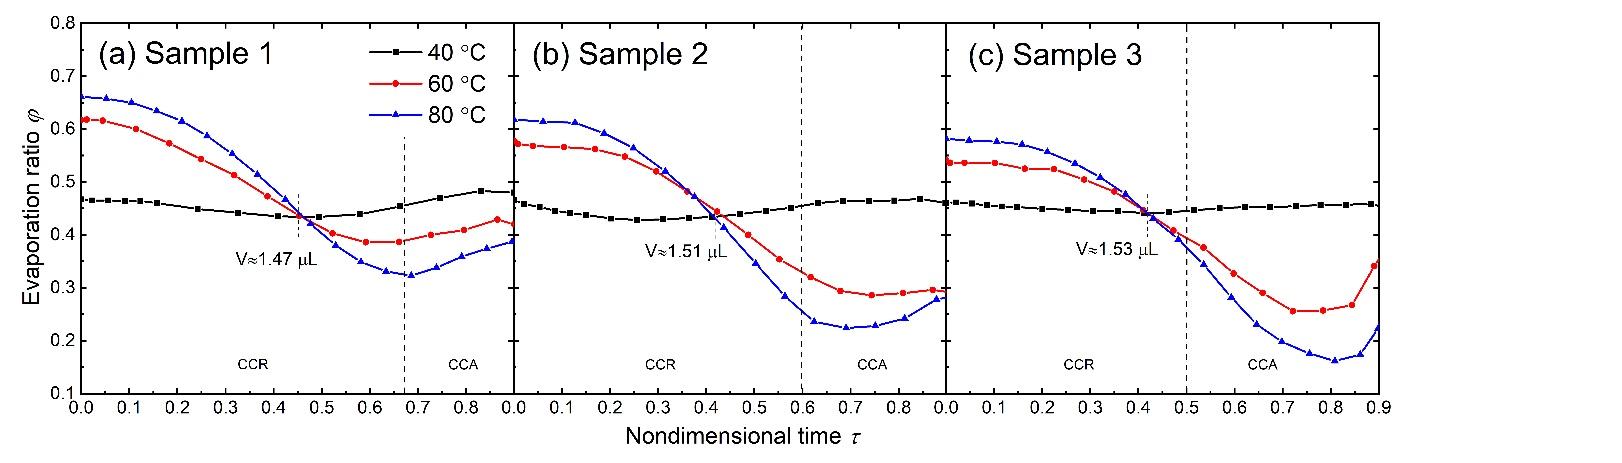 (a) Sample 1
(b) Sample 2
(c) Sample 3
40 °C
60 °C
80 °C
Evaporation ratio φ
0.8
0.7
0.6
0.5
0.4
0.3
0.2
0.1
V≈1.47 μL
V≈1.51 μL
V≈1.53 μL
CCR CCA CCR CCA CCR CCA
0.0 0.1 0.2 0.3 0.4 0.5 0.6 0.7 0.8 0.0 0.1 0.2 0.3 0.4 0.5 0.6 0.7 0.8 0.0 0.1 0.2 0.3 0.4 0.5 0.6 0.7 0.8 0.9
Nondimensional time τ